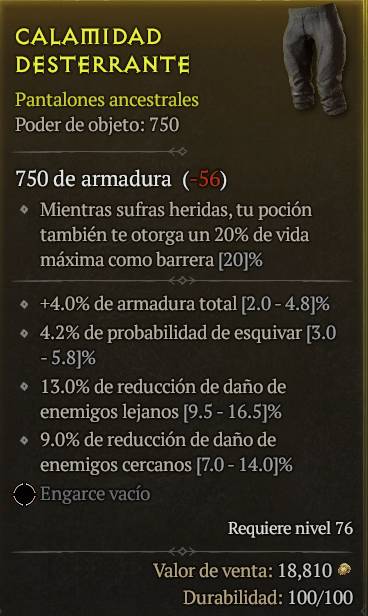 CALAMIDAD
DESTERRANTE
Pantalones ancestrales
Poder de objeto: 750
750 de armadura (-56)
Mientras sufras heridas, tu poción
también te otorga un 20% de vida
máxima como barrera [20]%
+4.0% de armadura total [2.0 - 4.8]%
4.2% de probabilidad de esquivar [3.0
- 5.8]%
13.0% de reducción de daño de
enemigos lejanos [9.5 - 16.5]%
9.0% de reducción de daño de
enemigos cercanos [7.0 - 14.0]%
Engarce vacío
Requiere nivel 76
Valor de venta: 18,810
Durabilidad: 100/100